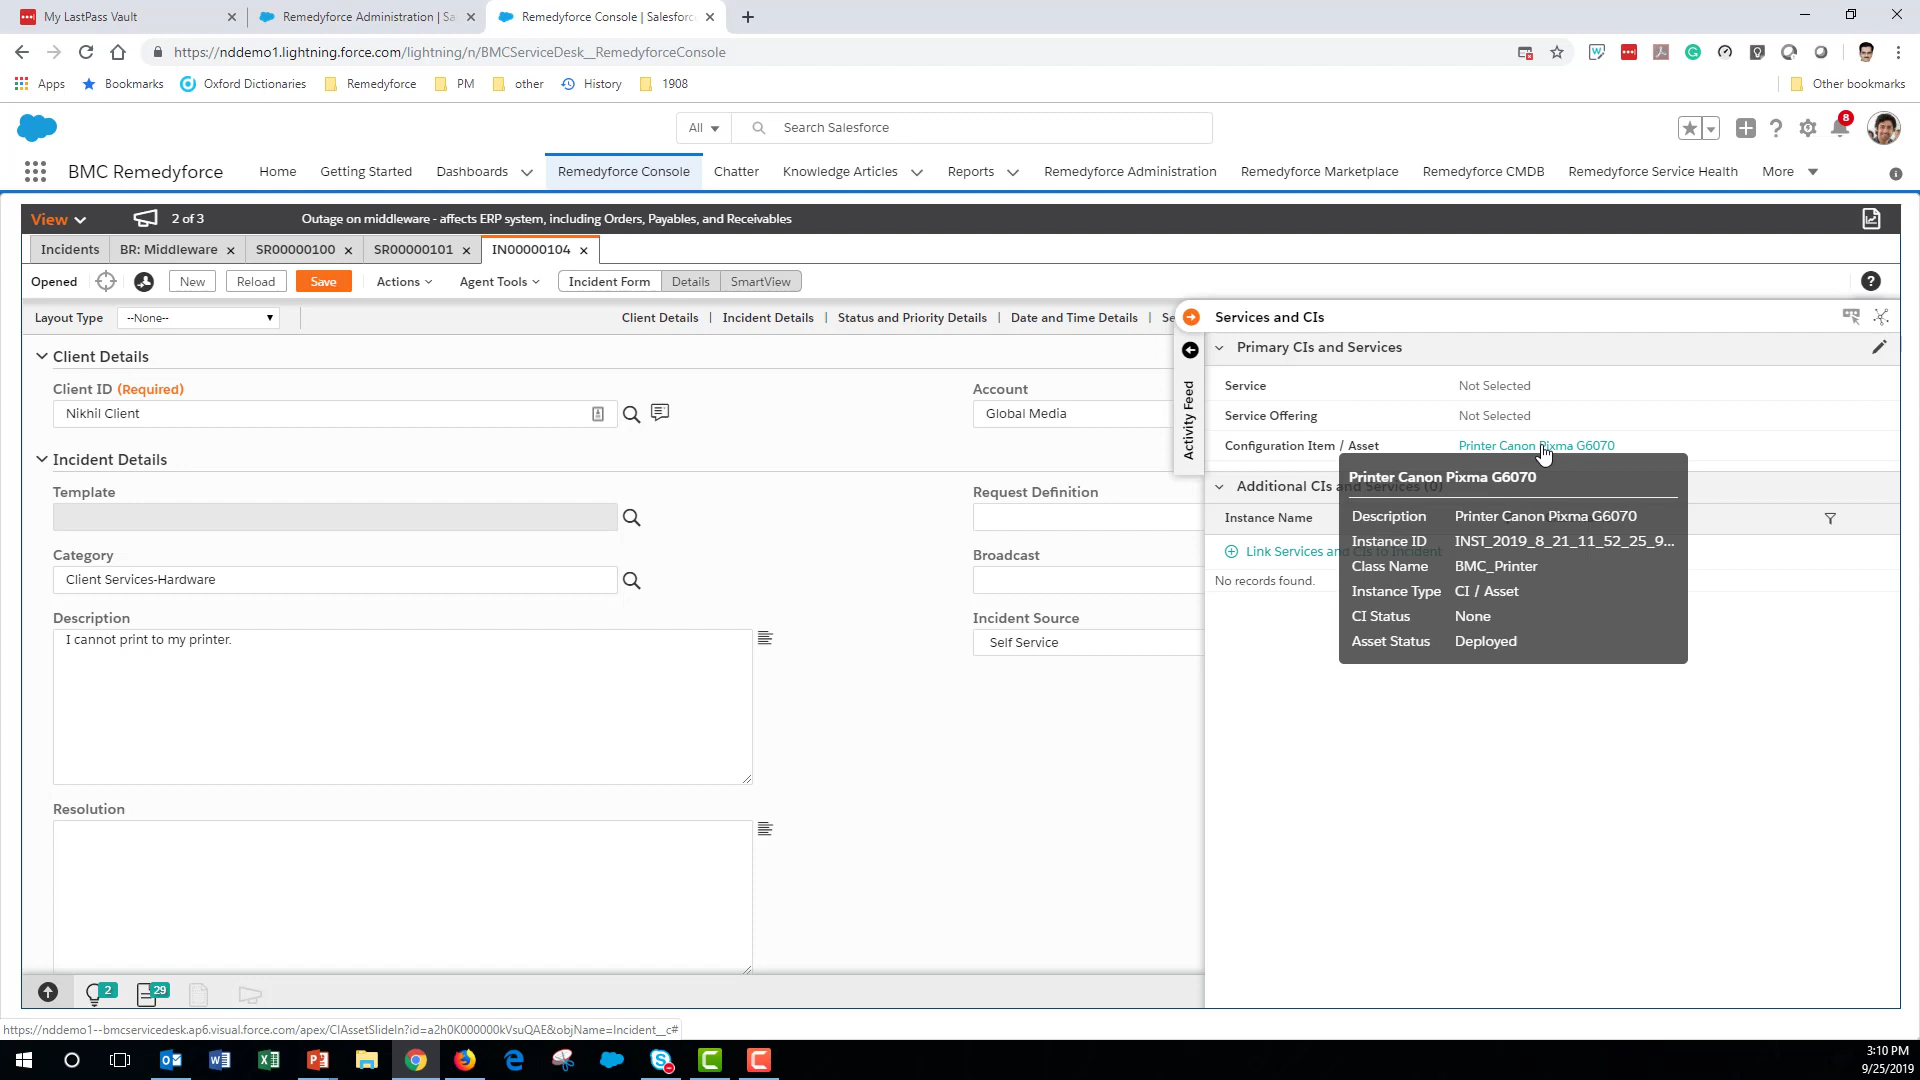 My LastPass Vault
Remedyforce Administration | Sa
Remedyforce Console | Salesforc
https://nddemo1.lightning.force.com/lightning/n/BMCServiceDesk__RemedyforceConsole
Apps Bookmarks Oxford Dictionaries Remedyforce PM other History 1908 Other bookmarks
All Search Salesforce 8
BMC Remedyforce Home Getting Started Dashboards Remedyforce Console Chatter Knowledge Articles Reports Remedyforce Administration Remedyforce Marketplace Remedyforce CMDB Remedyforce Service Health More
View 2 of 3 Outage on middleware - affects ERP system, including Orders, Payables, and Receivables
Incidents BR: Middleware SR00000100 SR00000101 IN00000104
Opened New Reload Save Actions Agent Tools Incident Form Details SmartView
Layout Type --None-- Client Details | Incident Details | Status and Priority Details | Date and Time Details | Se
Client Details
Client ID (Required)
Nikhil Client
Account
Global Media
Incident Details
Template
Request Definition
Category
Client Services-Hardware
Broadcast
Description
I cannot print to my printer.
Incident Source
Self Service
Resolution
Services and CIs
Activity Feed
Primary CIs and Services
Service Not Selected
Service Offering Not Selected
Configuration Item / Asset Printer Canon Pixma G6070
Additional CIs and Services (0)
Instance Name
Link Services and CIs to Incident
No records found.
Printer Canon Pixma G6070
Description Printer Canon Pixma G6070
Instance ID INST_2019_8_21_11_52_25_9...
Class Name BMC_Printer
Instance Type CI / Asset
CI Status None
Asset Status Deployed
2 29
https://nddemo1--bmcservicedesk.ap6.visual.force.com/apex/CIAssetSlideIn?id=a2h0K000000kVsuQAE&objName=Incident__c#
3:10 PM
9/25/2019